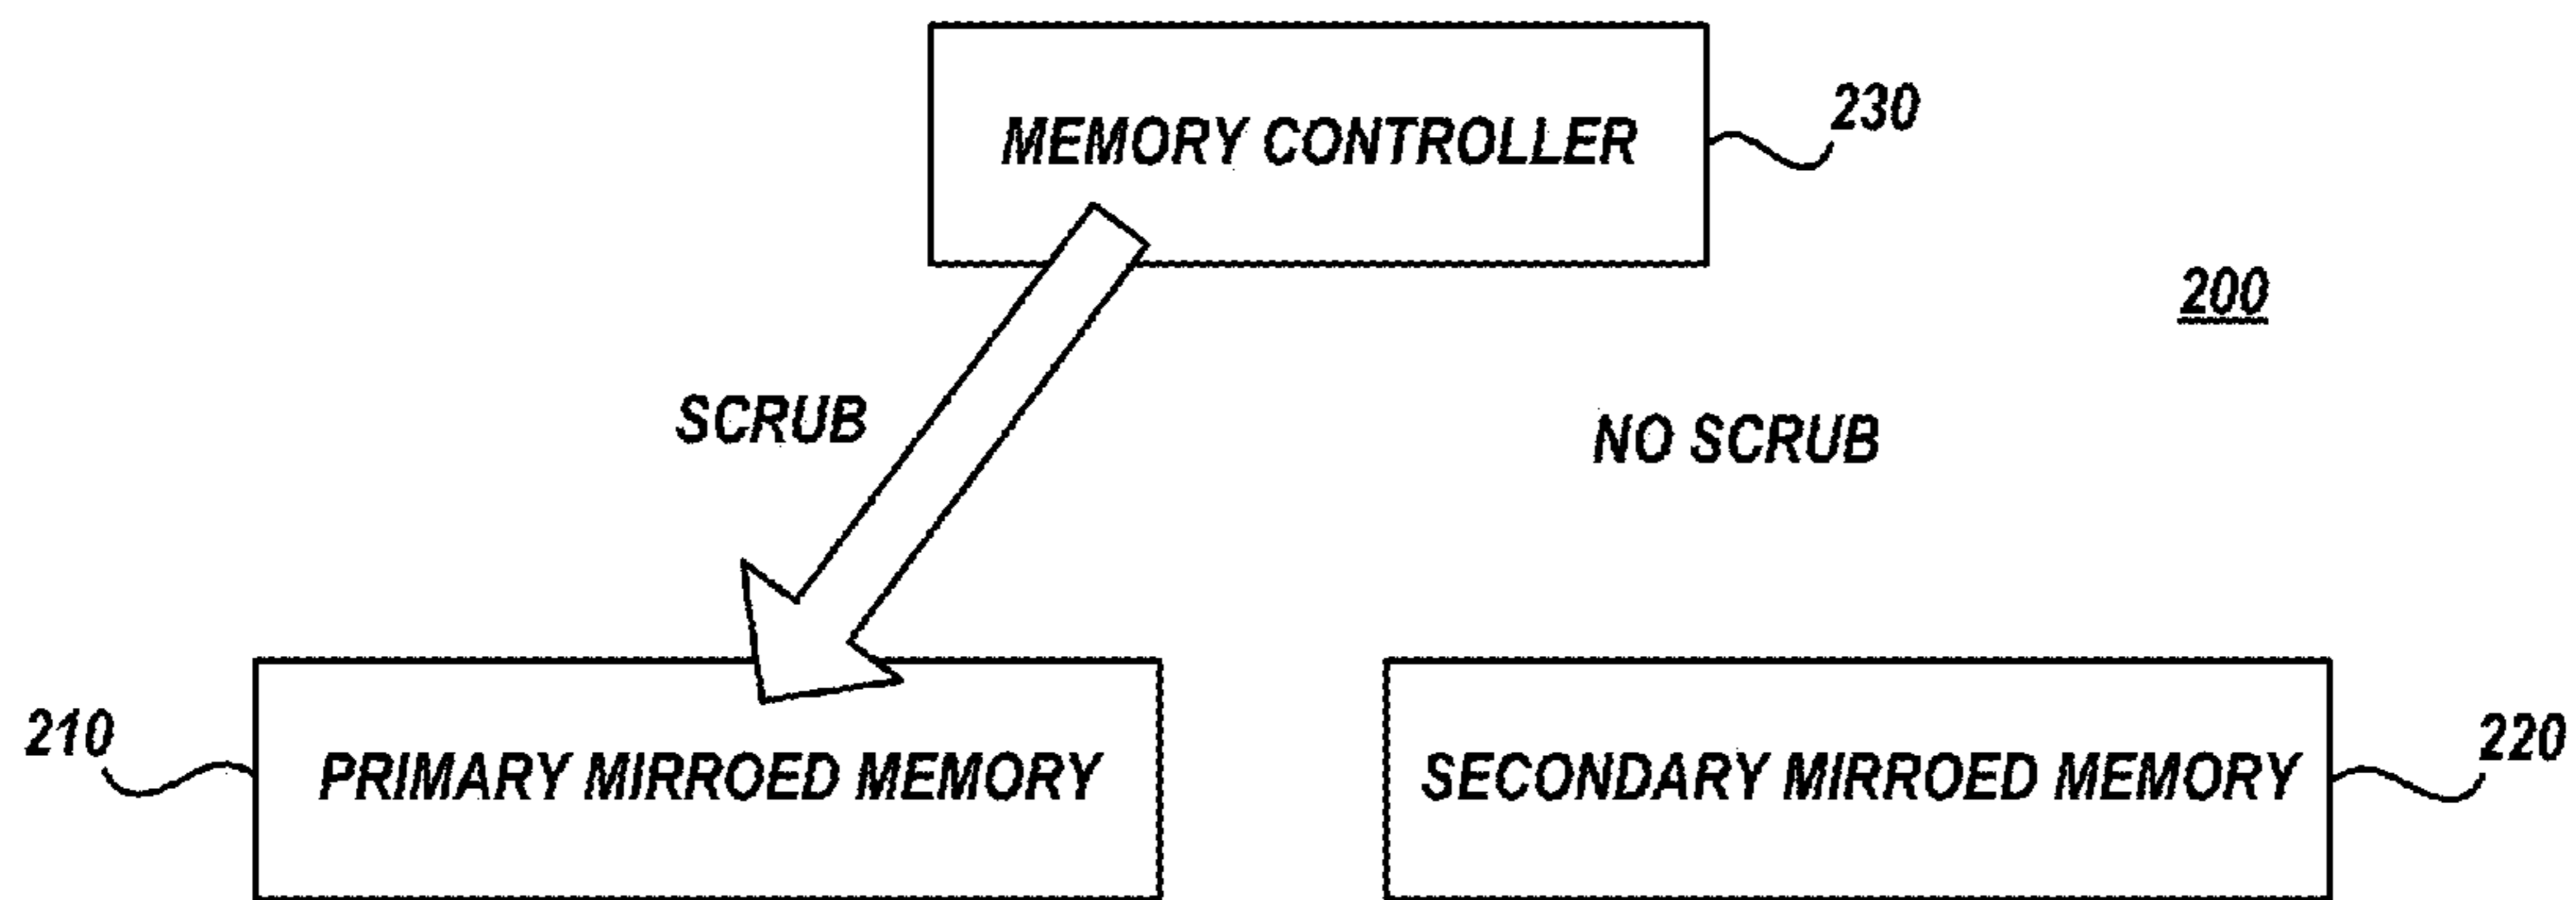 MEMORY CONTROLLER
230
200
SCRUB
NO SCRUB
210
PRIMARY MIRROED MEMORY
SECONDARY MIRROED MEMORY
220